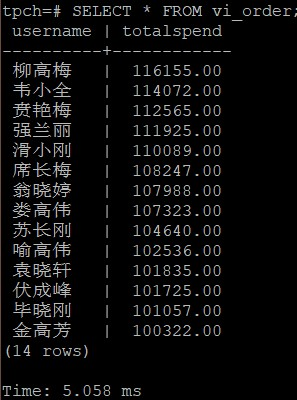 tpch=# SELECT * FROM vi_order;
username | totalspend
----------+------------
柳高梅 | 116155.00
韦小全 | 114072.00
贲艳梅 | 112565.00
强兰丽 | 111925.00
滑小刚 | 110089.00
席长梅 | 108247.00
翁晓婷 | 107988.00
娄高伟 | 107323.00
苏长刚 | 104640.00
喻高伟 | 102536.00
袁晓轩 | 101835.00
伏成峰 | 101725.00
毕晓刚 | 101057.00
金高芳 | 100322.00
(14 rows)
Time: 5.058 ms